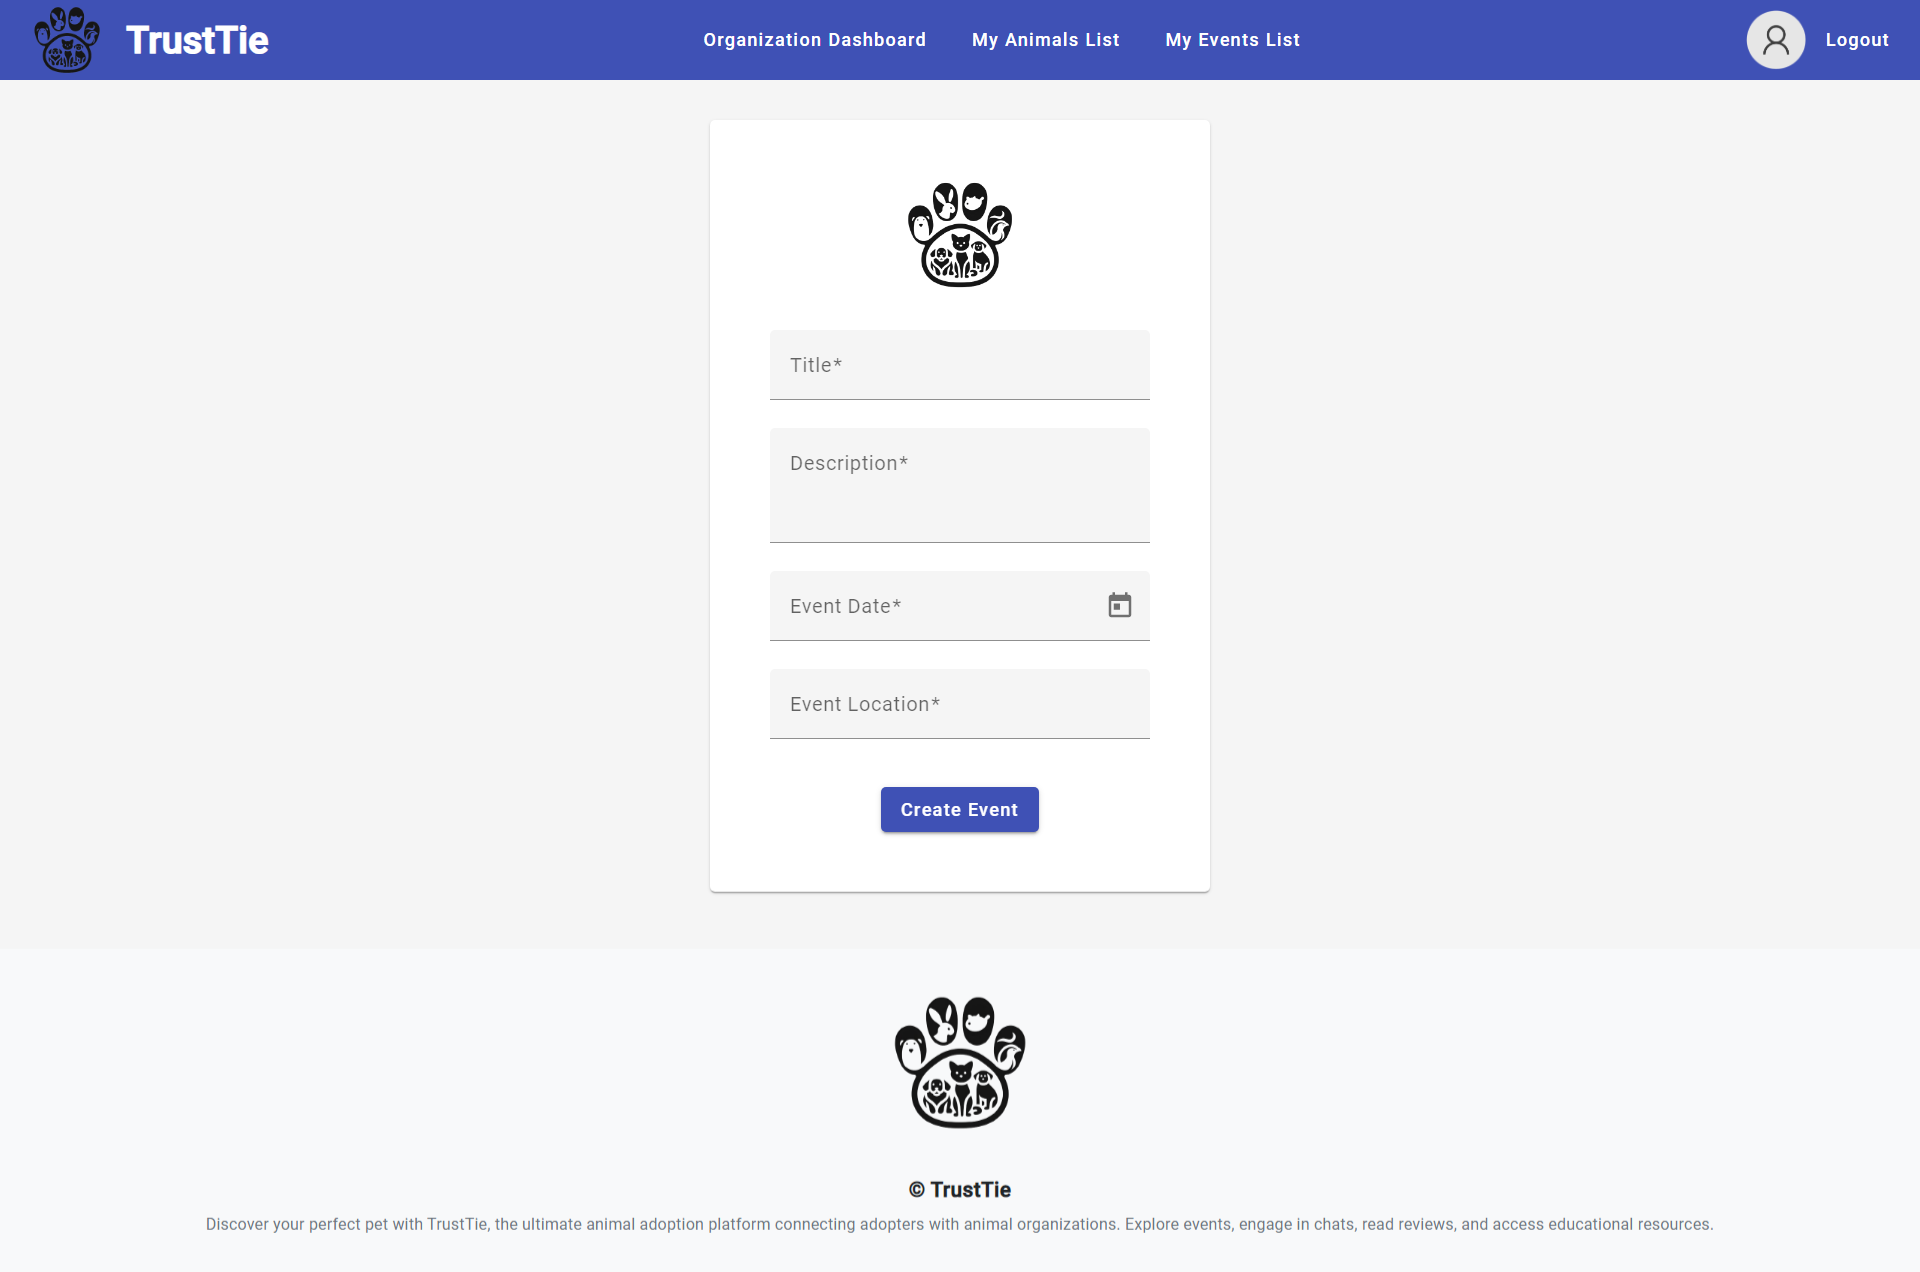 TrustTie
Organization Dashboard
My Animals List
My Events List
Logout
Title*
Description*
Event Date*
Event Location*
Create Event
© TrustTie
Discover your perfect pet with TrustTie, the ultimate animal adoption platform connecting adopters with animal organizations. Explore events, engage in chats, read reviews, and access educational resources.